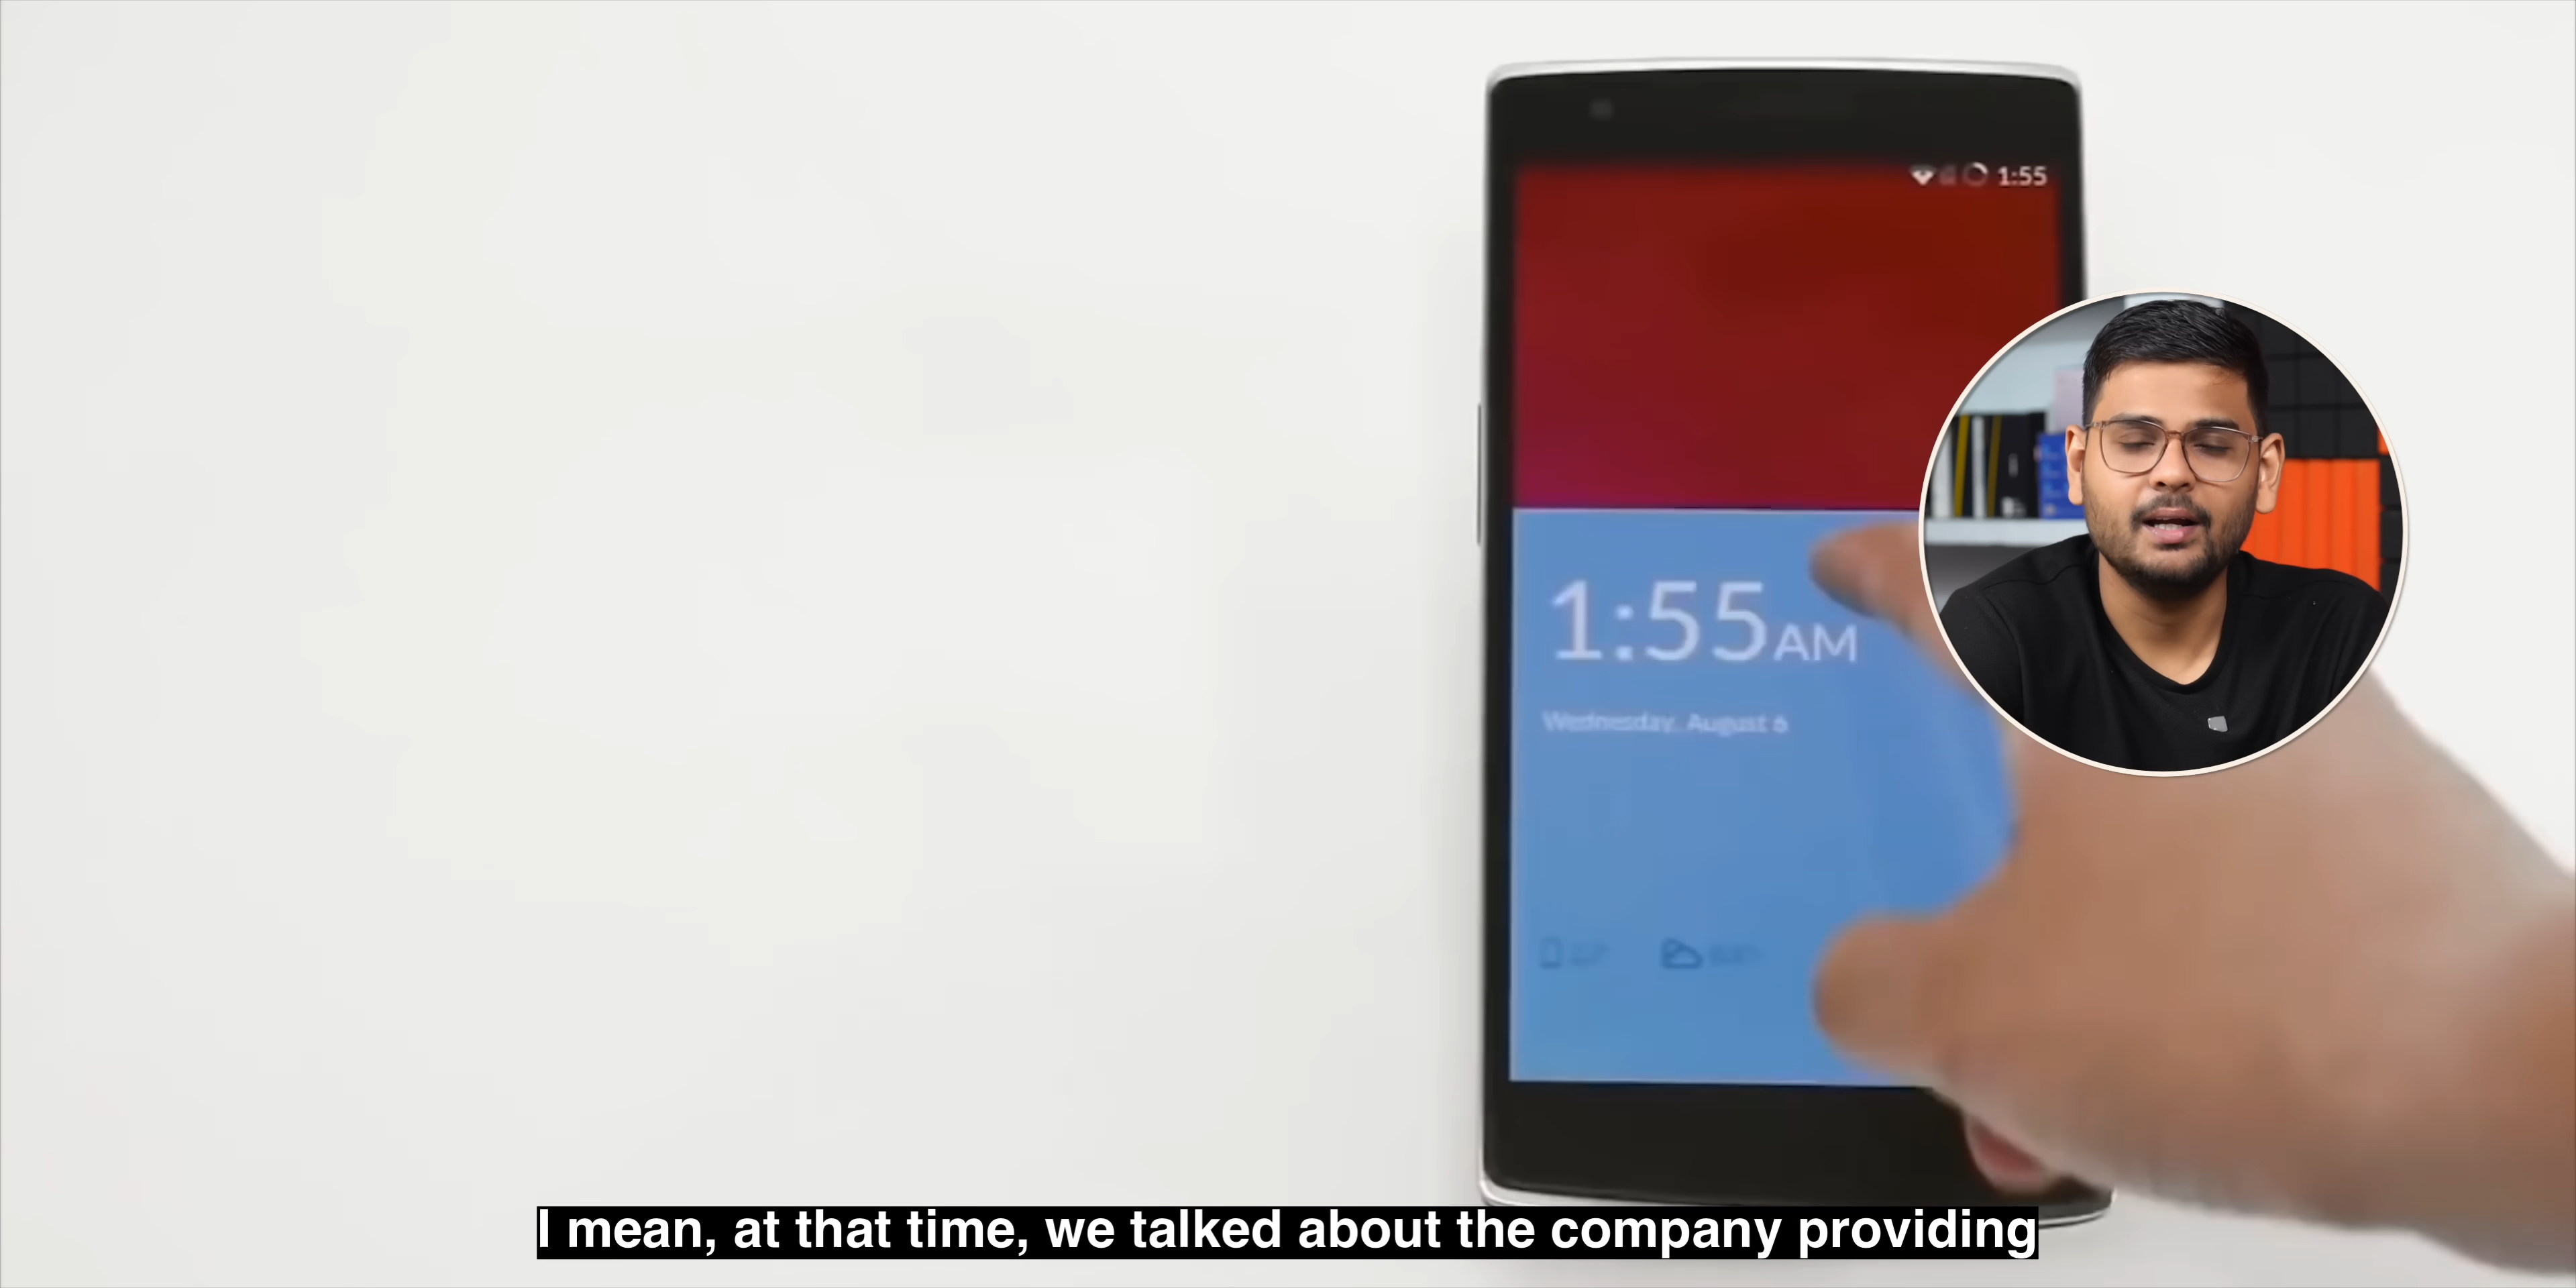 1:55
1:55AM
Wednesday, August 6
I mean, at that time, we talked about the company providing